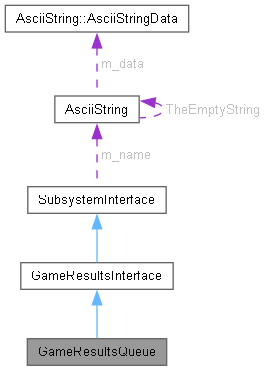 AsciiString::AsciiStringData
m_data
AsciiString
TheEmptyString
m_name
SubsystemInterface
GameResultsInterface
GameResultsQueue